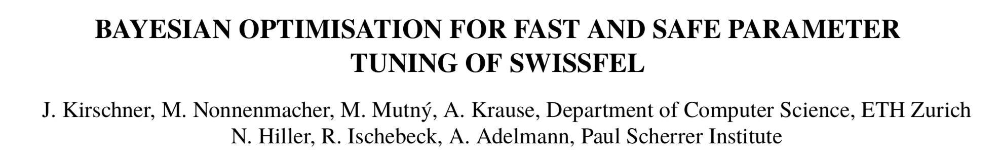 BAYESIAN OPTIMISATION FOR FAST AND SAFE PARAMETER
TUNING OF SWISSFEL
J. Kirschner, M. Nonnenmacher, M. Mutný, A. Krause, Department of Computer Science, ETH Zurich
N. Hiller, R. Ischebeck, A. Adelmann, Paul Scherrer Institute